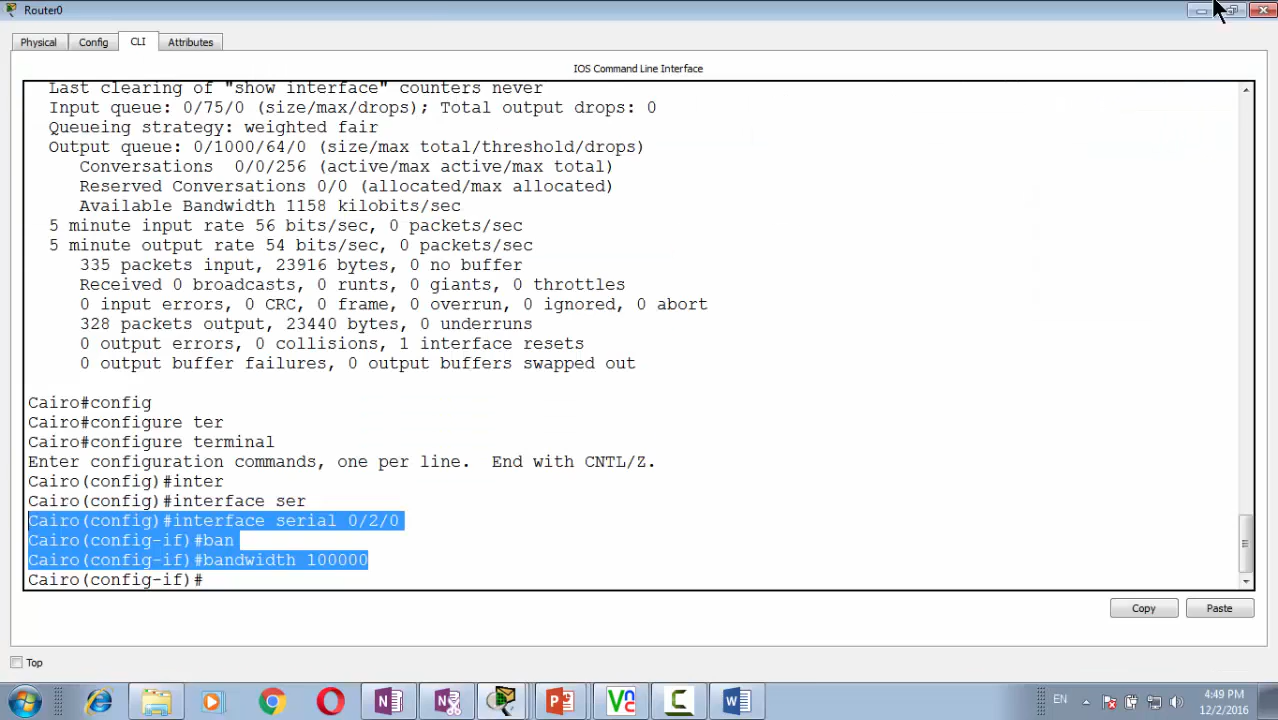 Router0
Physical Config CLI Attributes
IOS Command Line Interface
Last clearing of "show interface" counters never
Input queue: 0/75/0 (size/max/drops); Total output drops: 0
Queueing strategy: weighted fair
Output queue: 0/1000/64/0 (size/max total/threshold/drops)
Conversations 0/0/256 (active/max active/max total)
Reserved Conversations 0/0 (allocated/max allocated)
Available Bandwidth 1158 kilobits/sec
5 minute input rate 56 bits/sec, 0 packets/sec
5 minute output rate 54 bits/sec, 0 packets/sec
335 packets input, 23916 bytes, 0 no buffer
Received 0 broadcasts, 0 runts, 0 giants, 0 throttles
0 input errors, 0 CRC, 0 frame, 0 overrun, 0 ignored, 0 abort
328 packets output, 23440 bytes, 0 underruns
0 output errors, 0 collisions, 1 interface resets
0 output buffer failures, 0 output buffers swapped out
Cairo#config
Cairo#configure ter
Cairo#configure terminal
Enter configuration commands, one per line. End with CNTL/Z.
Cairo(config)#inter
Cairo(config)#interface ser
Cairo(config)#interface serial 0/2/0
Cairo(config-if)#ban
Cairo(config-if)#bandwidth 100000
Cairo(config-if)#
Copy Paste
Top
EN
4:49 PM
12/2/2016